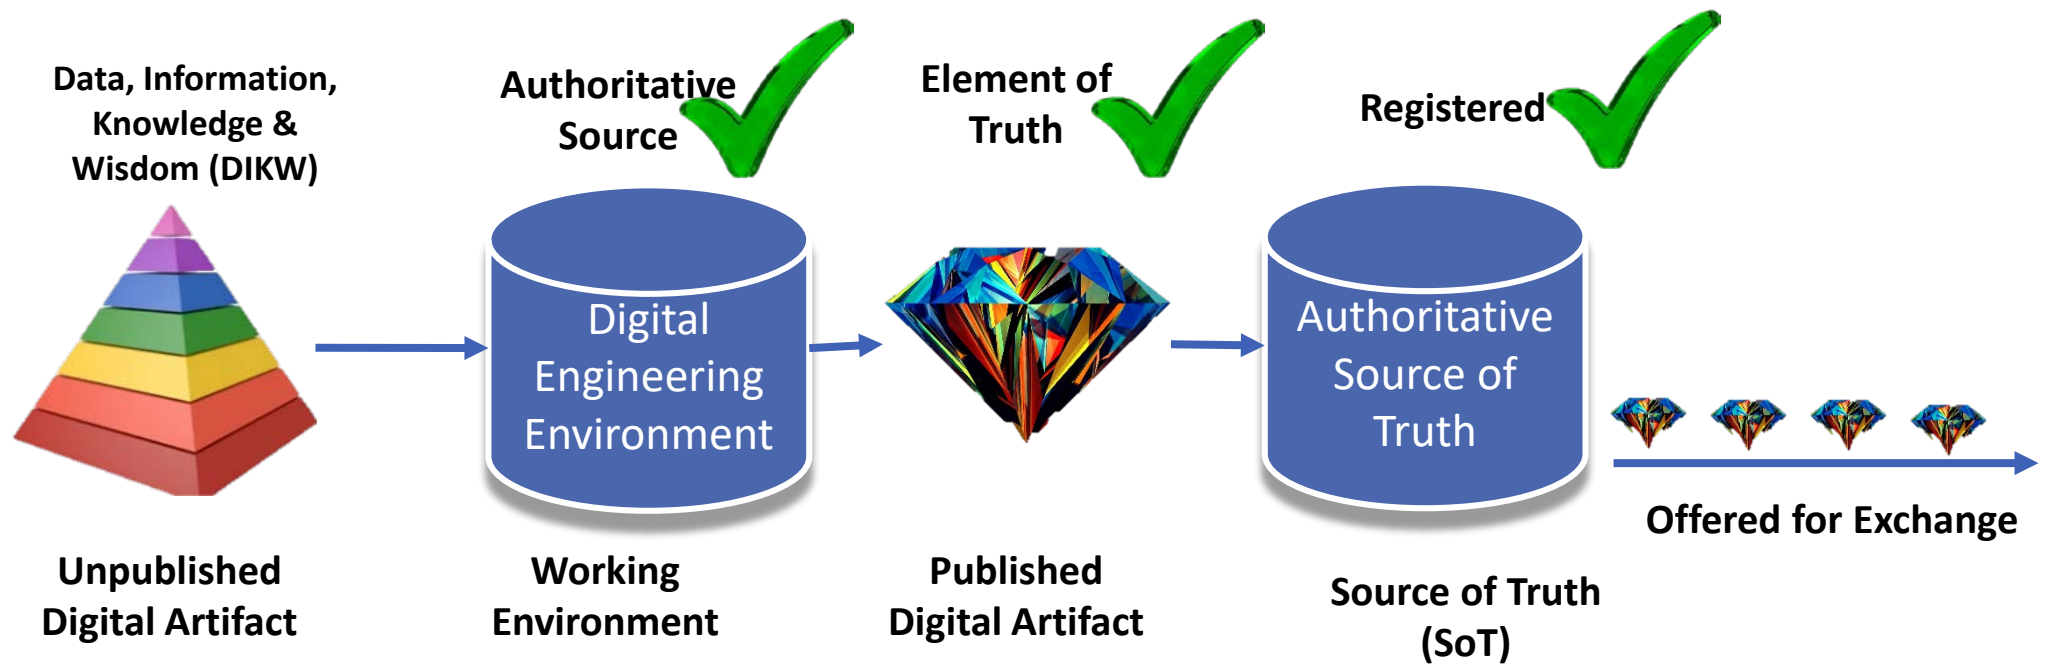 Data, Information,
Knowledge &
Wisdom (DIKW)
Authoritative
Source
Element of
Truth
Registered
Digital
Engineering
Environment
Authoritative
Source of
Truth
Offered for Exchange
Unpublished
Digital Artifact
Working
Environment
Published
Digital Artifact
Source of Truth
(SoT)